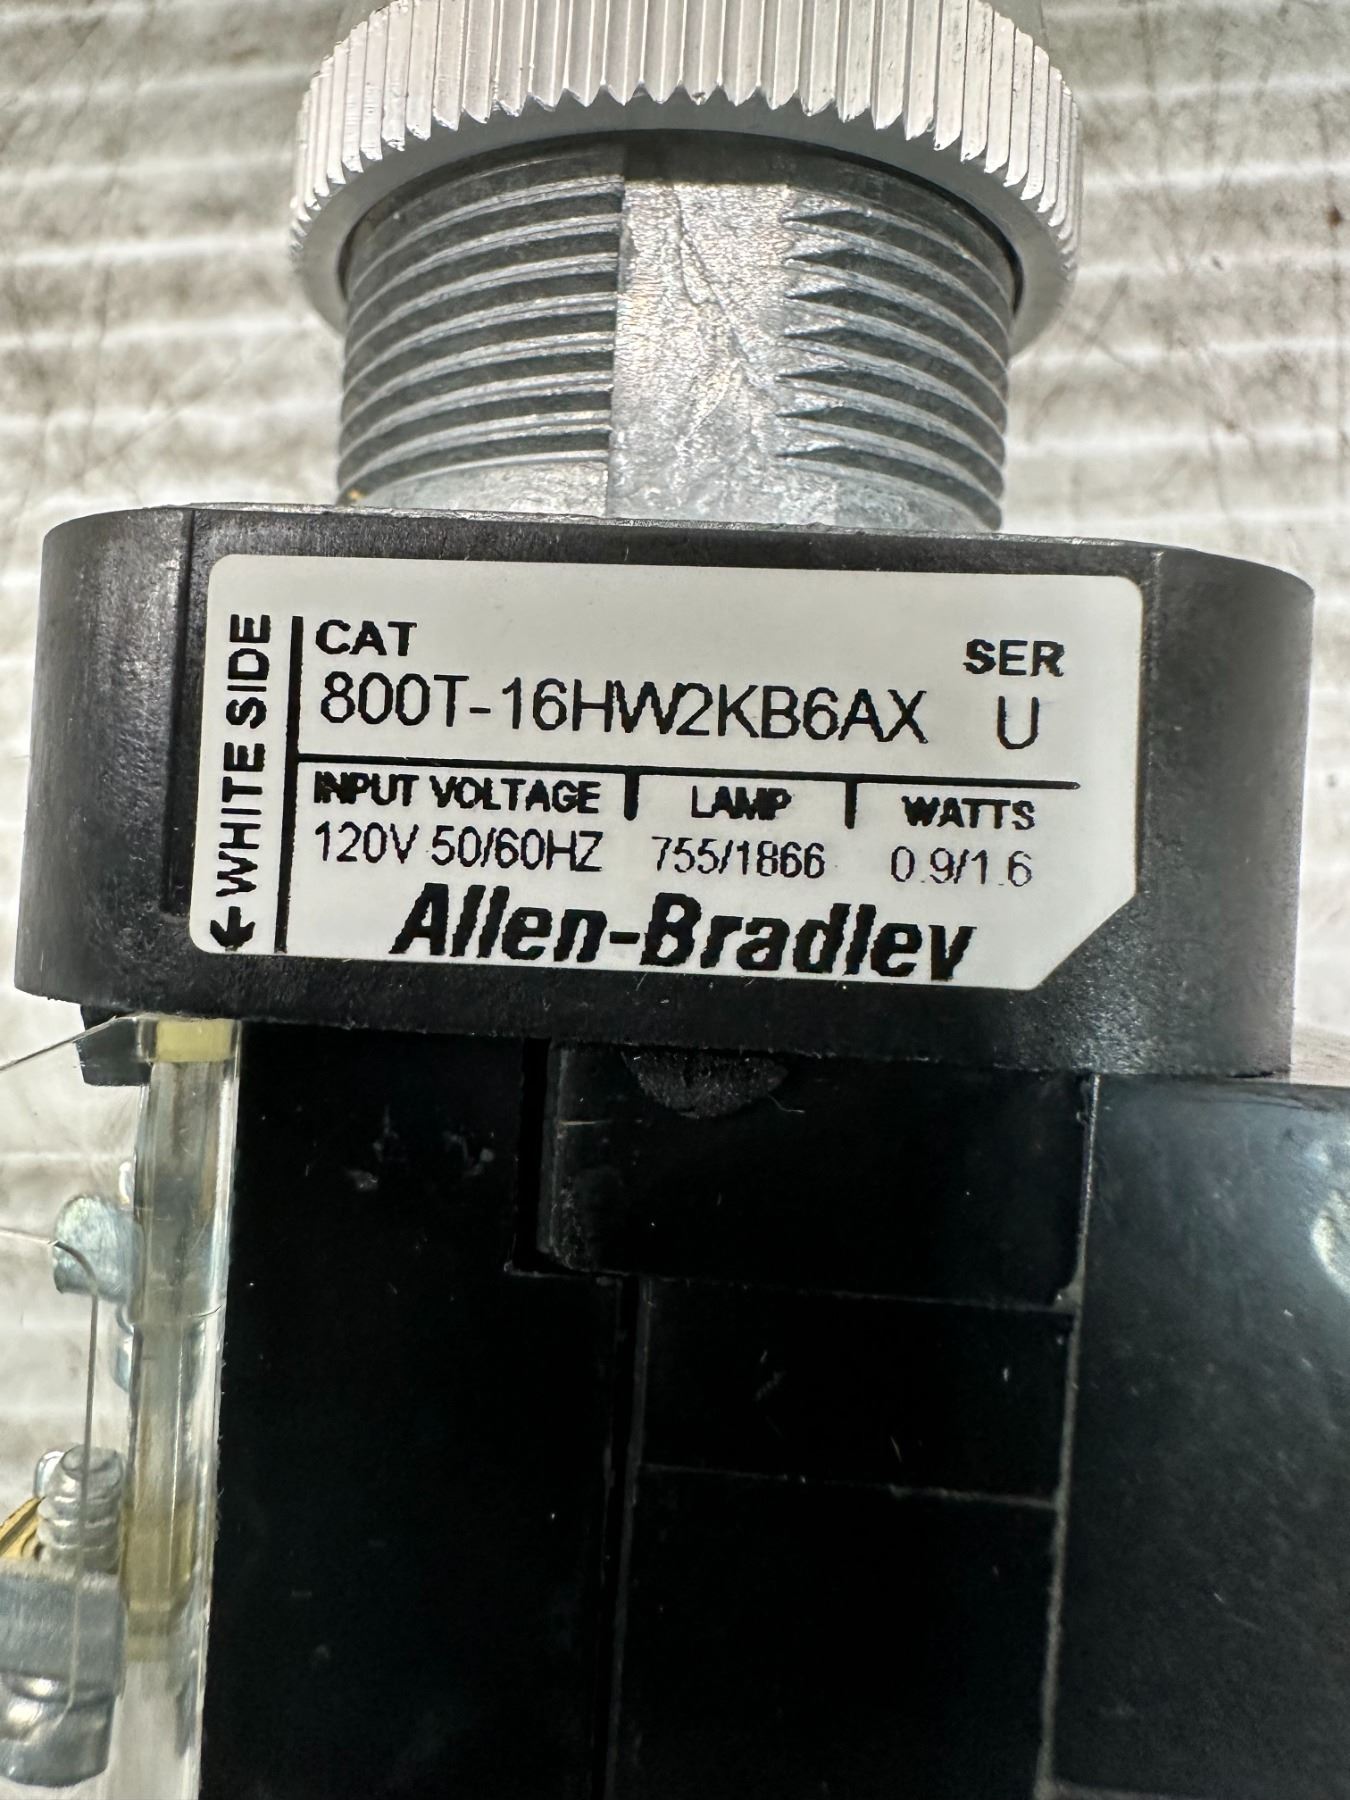 ← WHITE SIDE
CAT
SER
800T-16HW2KB6AX
U
INPUT VOLTAGE
LAMP
WATTS
120V 50/60HZ
755/1866
0.9/1.6
Allen-Bradley